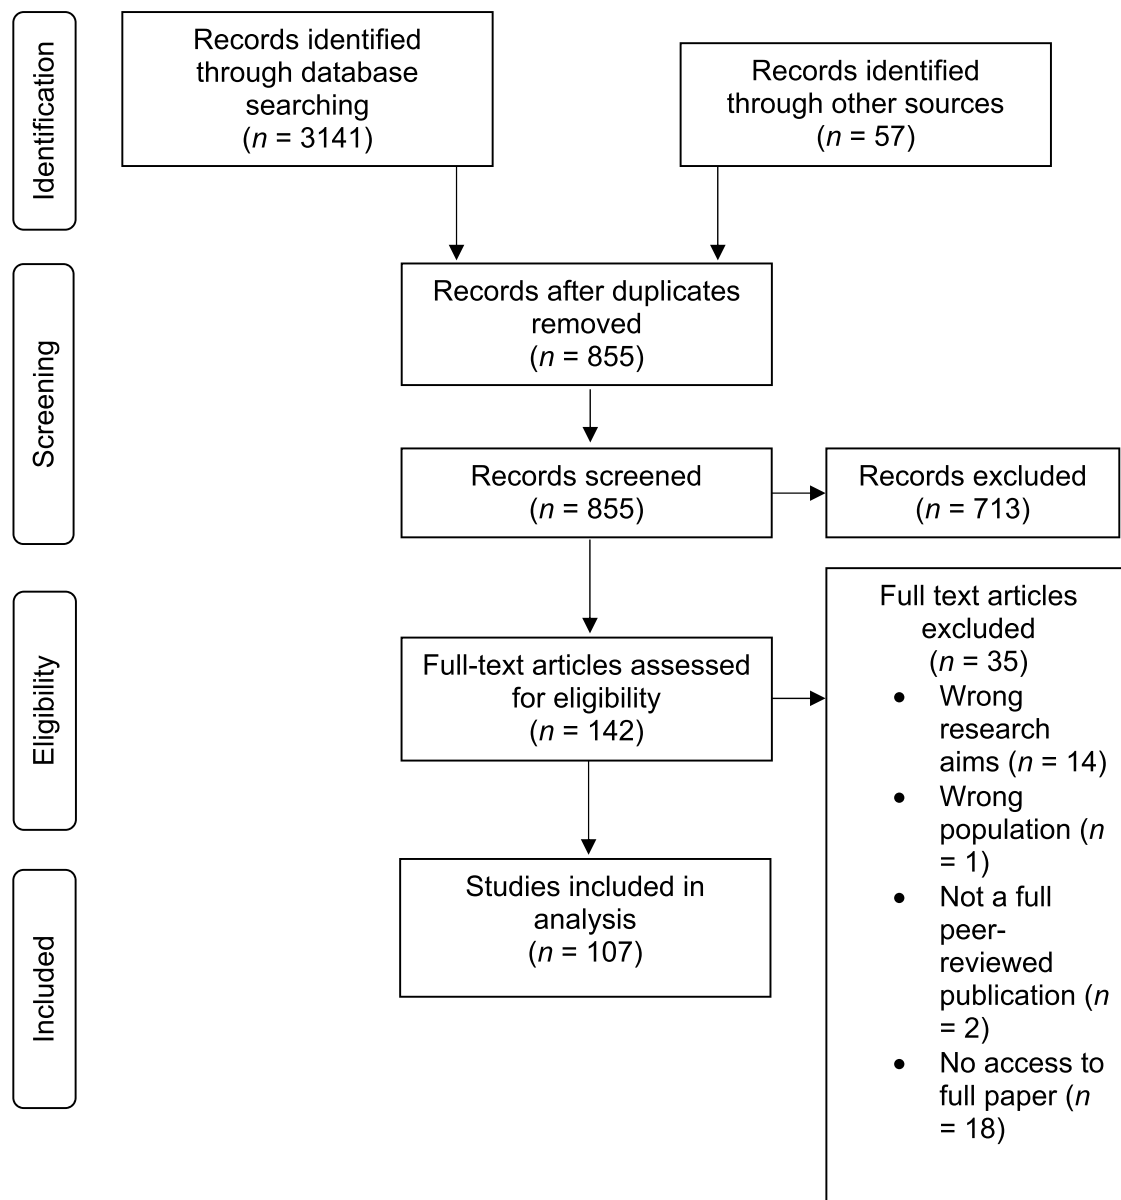 Identification
Records identified
through database
searching
(n = 3141)
Records identified
through other sources
(n = 57)
Screening
Records after duplicates
removed
(n = 855)
Records screened
(n = 855)
Records excluded
(n = 713)
Eligibility
Full-text articles assessed
for eligibility
(n = 142)
Full text articles
excluded
(n = 35)
• Wrong
research
aims (n = 14)
• Wrong
population (n
= 1)
• Not a full
peer-
reviewed
publication (n
= 2)
• No access to
full paper (n
= 18)
Included
Studies included in
analysis
(n = 107)